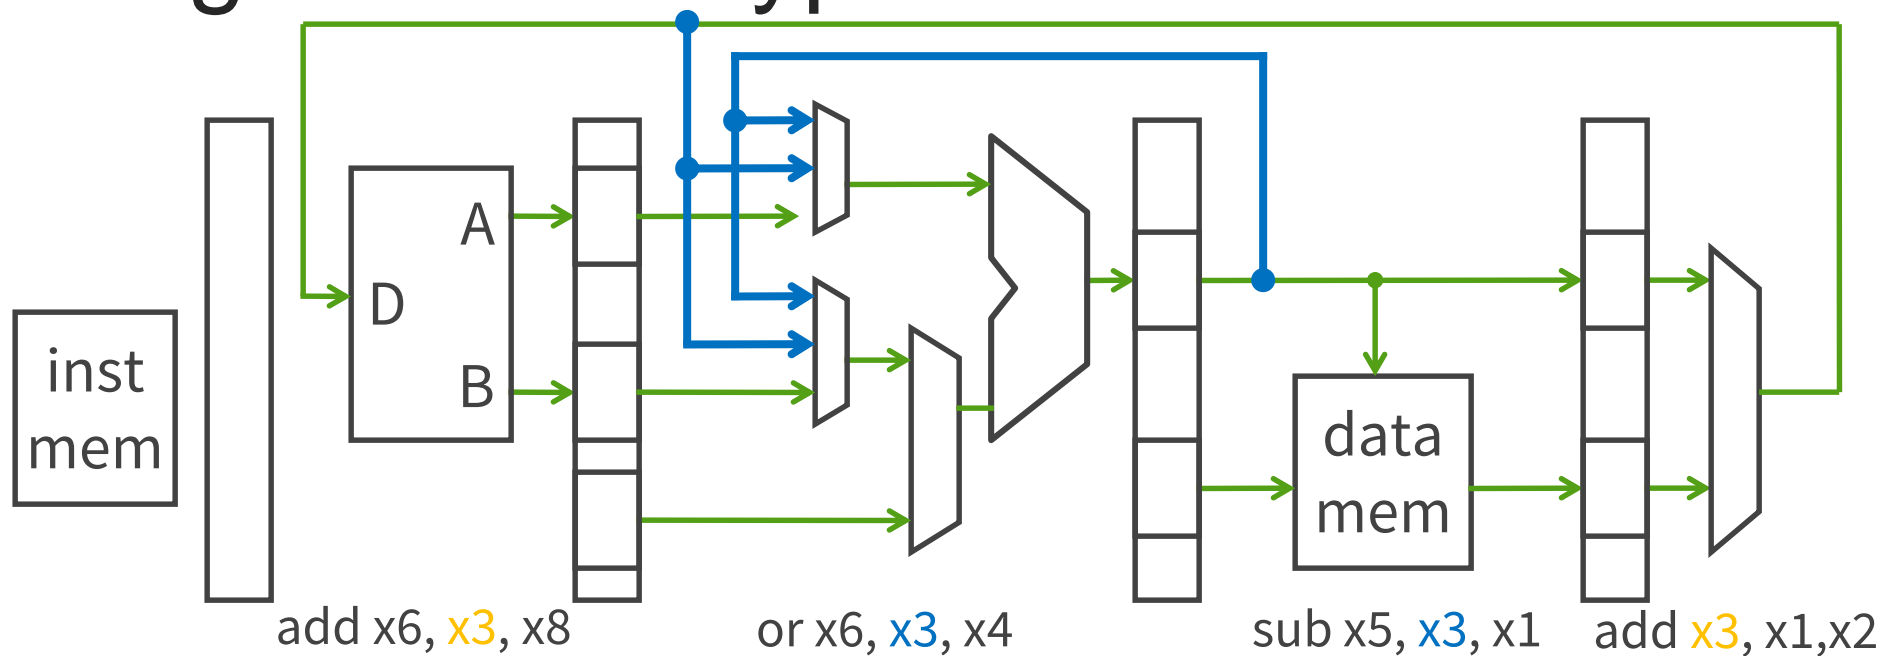 A
D
B
inst
mem
data
mem
add x6, x3, x8
or x6, x3, x4
sub x5, x3, x1
add x3, x1,x2